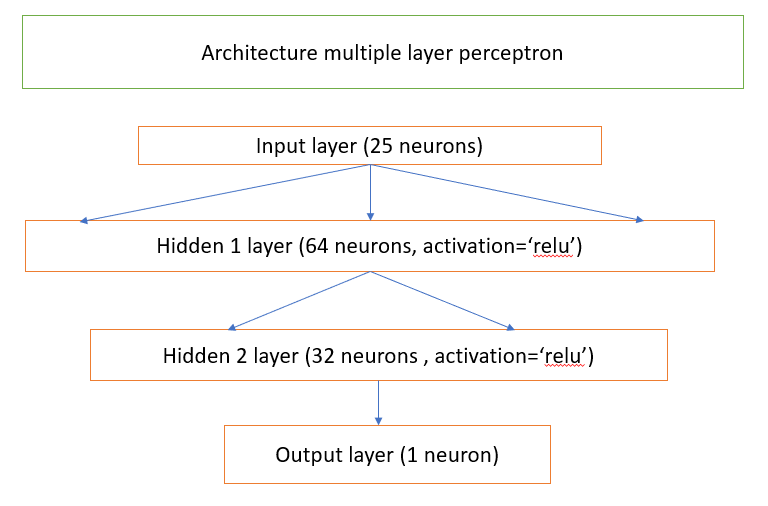 Architecture multiple layer perceptron
Input layer (25 neurons)
Hidden 1 layer (64 neurons, activation=‘relu’)
Hidden 2 layer (32 neurons , activation=‘relu’)
Output layer (1 neuron)